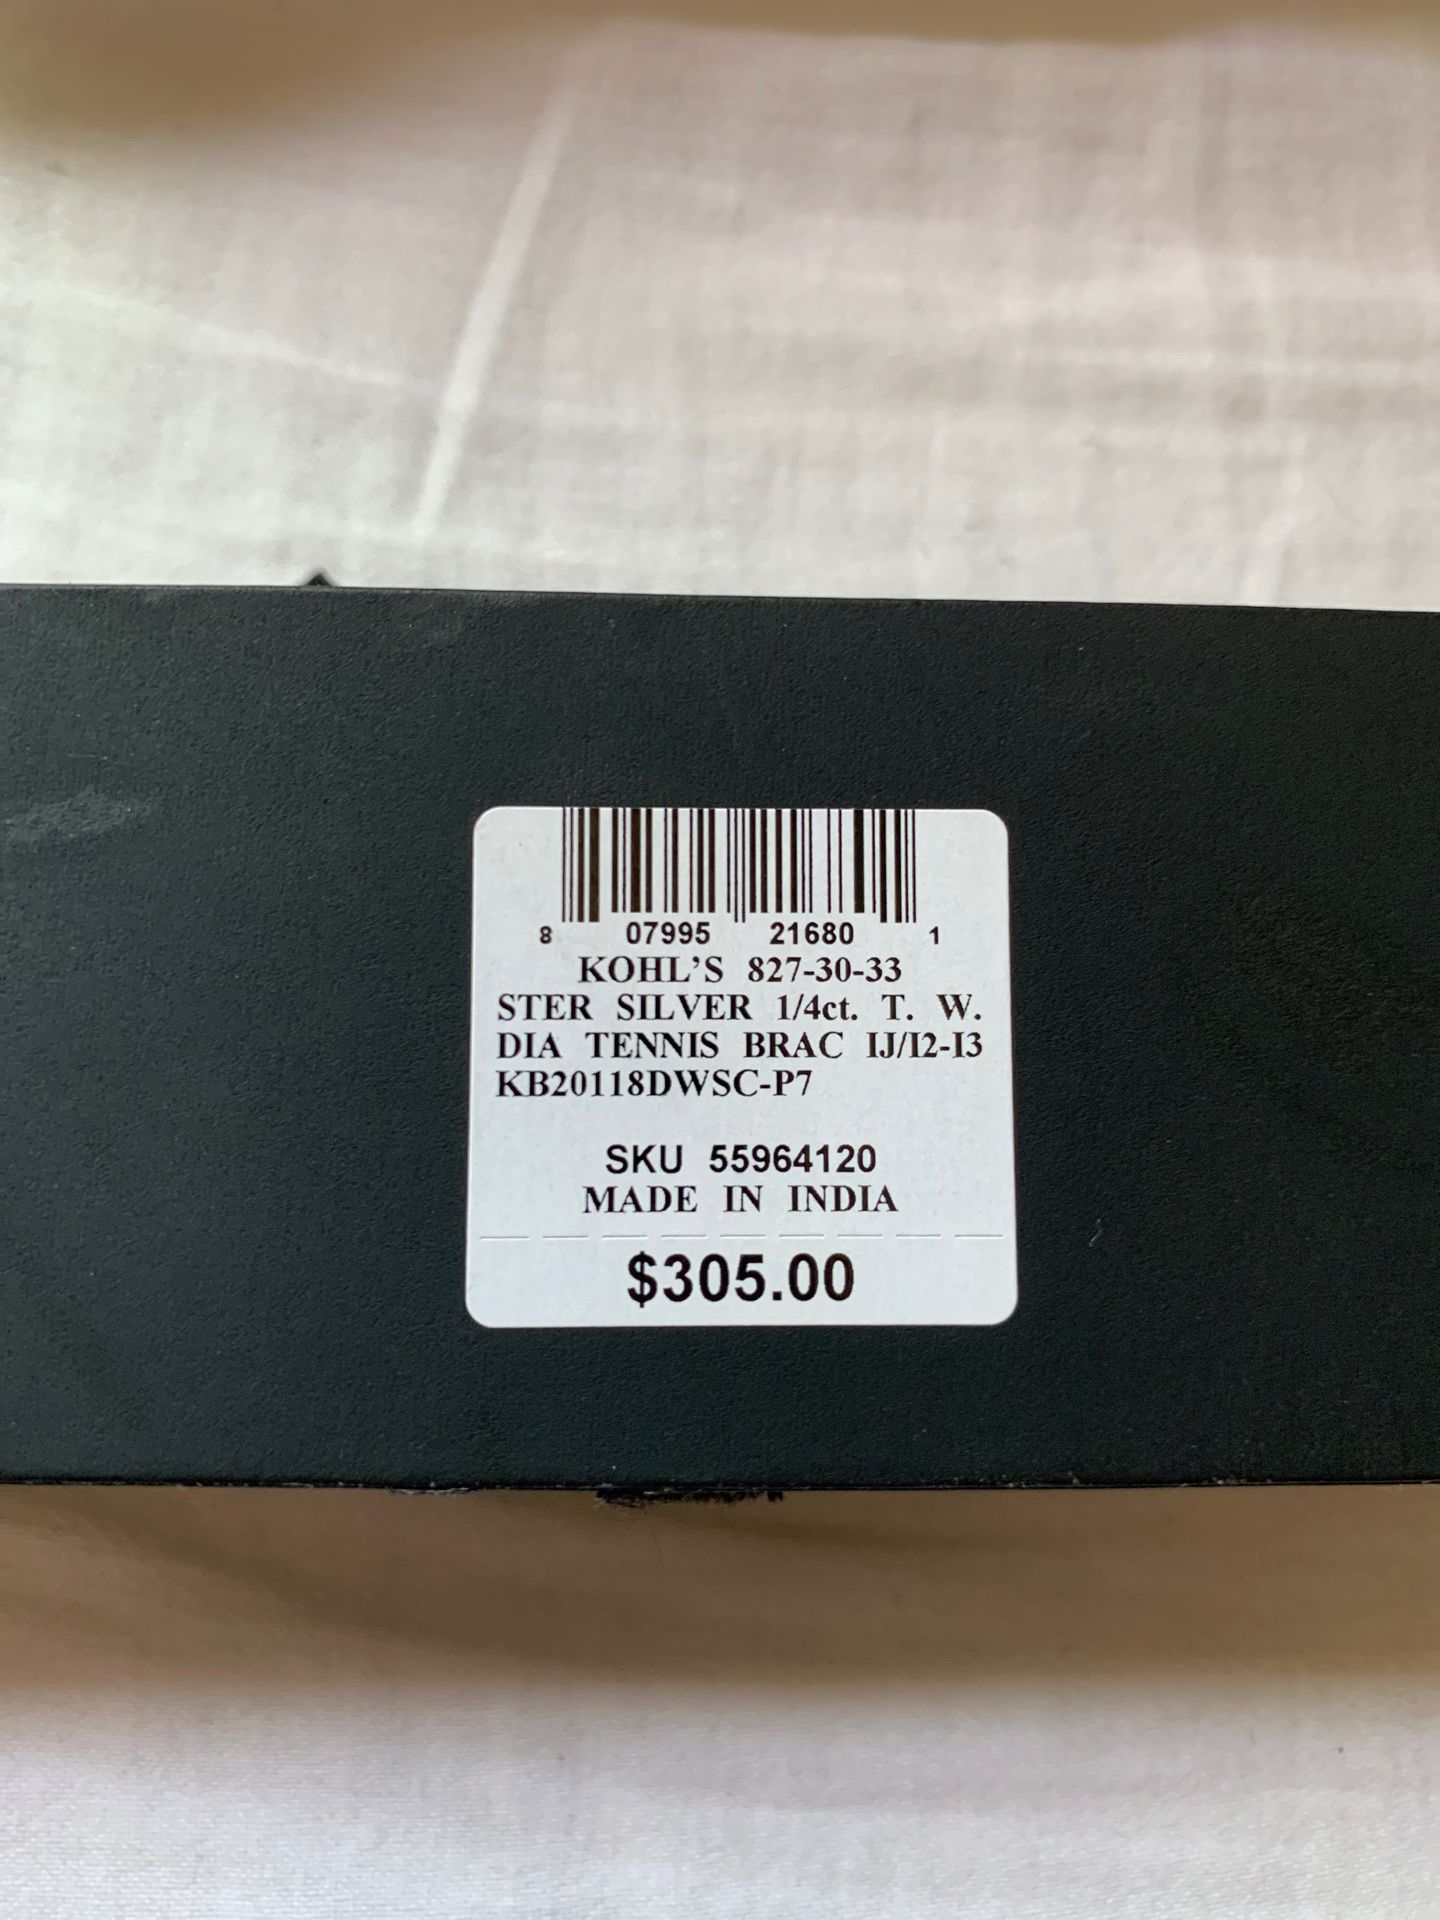 8 07995 21680 1
KOHL'S 827-30-33
STER SILVER 1/4ct. T. W.
DIA TENNIS BRAC IJ/I2-I3
KB20118DWSC-P7
SKU 55964120
MADE IN INDIA
$305.00